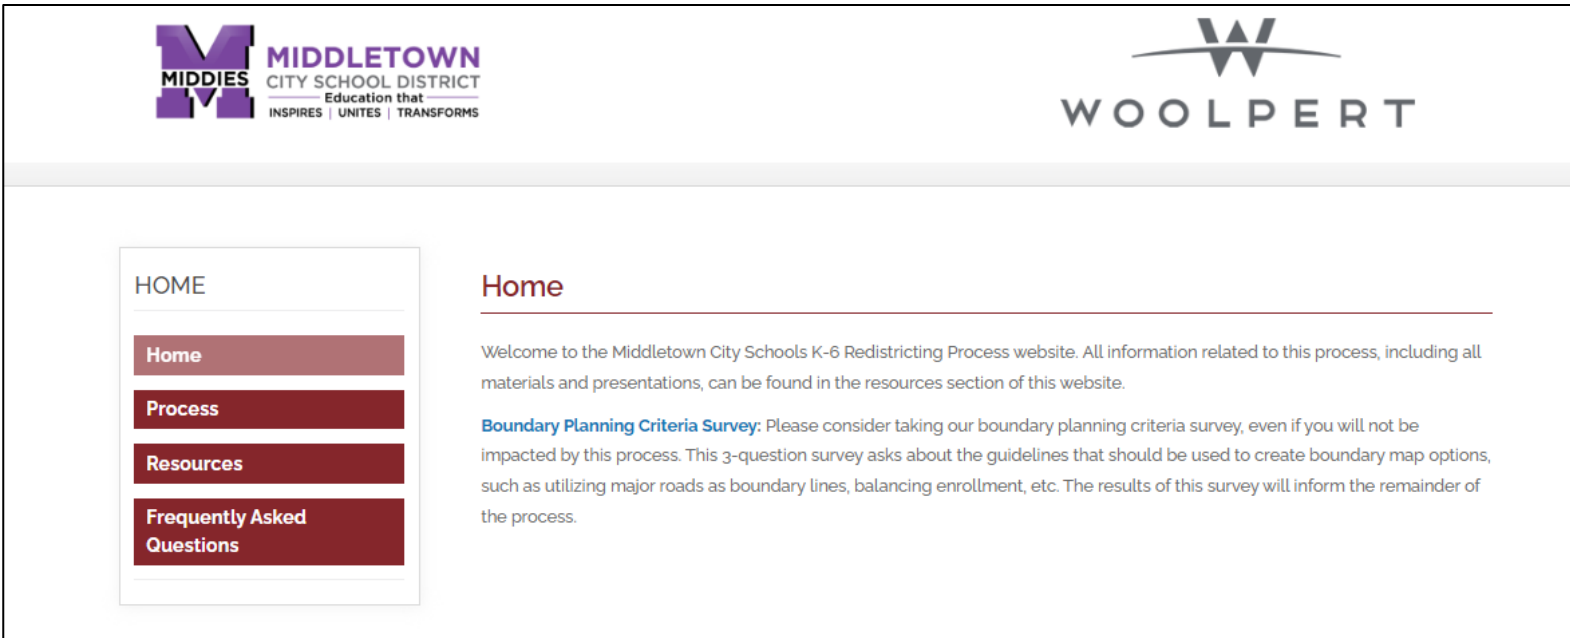 MIDDIES
MIDDLETOWN
CITY SCHOOL DISTRICT
Education that
INSPIRES | UNITES | TRANSFORMS
WOOLPERT
HOME
Home
Process
Resources
Frequently Asked
Questions
Home
Welcome to the Middletown City Schools K-6 Redistricting Process website. All information related to this process, including all
materials and presentations, can be found in the resources section of this website.
Boundary Planning Criteria Survey: Please consider taking our boundary planning criteria survey, even if you will not be
impacted by this process. This 3-question survey asks about the guidelines that should be used to create boundary map options,
such as utilizing major roads as boundary lines, balancing enrollment, etc. The results of this survey will inform the remainder of
the process.